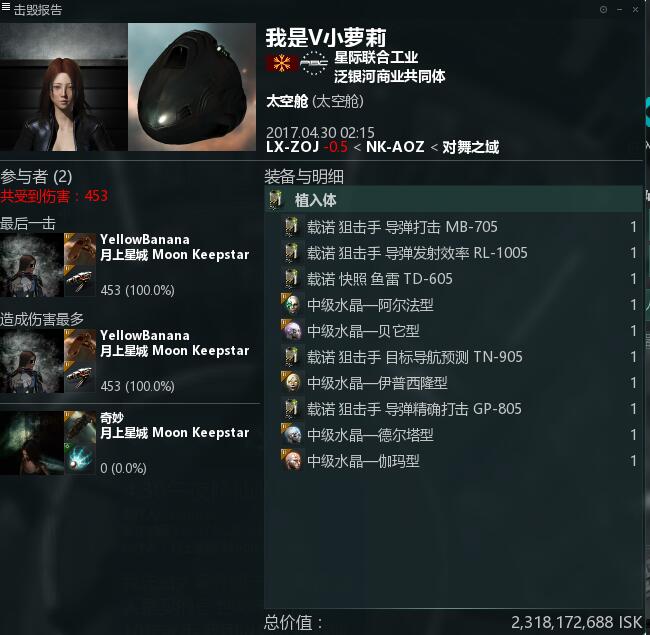 击毁报告
我是V小萝莉
星际联合工业
泛银河商业共同体
太空舱 (太空舱)
2017.04.30 02:15
LX-ZOJ -0.5 < NK-AOZ < 对舞之域
参与者 (2)
共受到伤害：453
最后一击
YellowBanana
月上星城 Moon Keepstar
453 (100.0%)
造成伤害最多
YellowBanana
月上星城 Moon Keepstar
453 (100.0%)
奇妙
月上星城 Moon Keepstar
0 (0.0%)
装备与明细
植入体
载诺 狙击手 导弹打击 MB-705 1
载诺 狙击手 导弹发射效率 RL-1005 1
载诺 快照 鱼雷 TD-605 1
中级水晶—阿尔法型 1
中级水晶—贝它型 1
载诺 狙击手 目标导航预测 TN-905 1
中级水晶—伊普西隆型 1
载诺 狙击手 导弹精确打击 GP-805 1
中级水晶—德尔塔型 1
中级水晶—伽玛型 1
总价值： 2,318,172,688 ISK